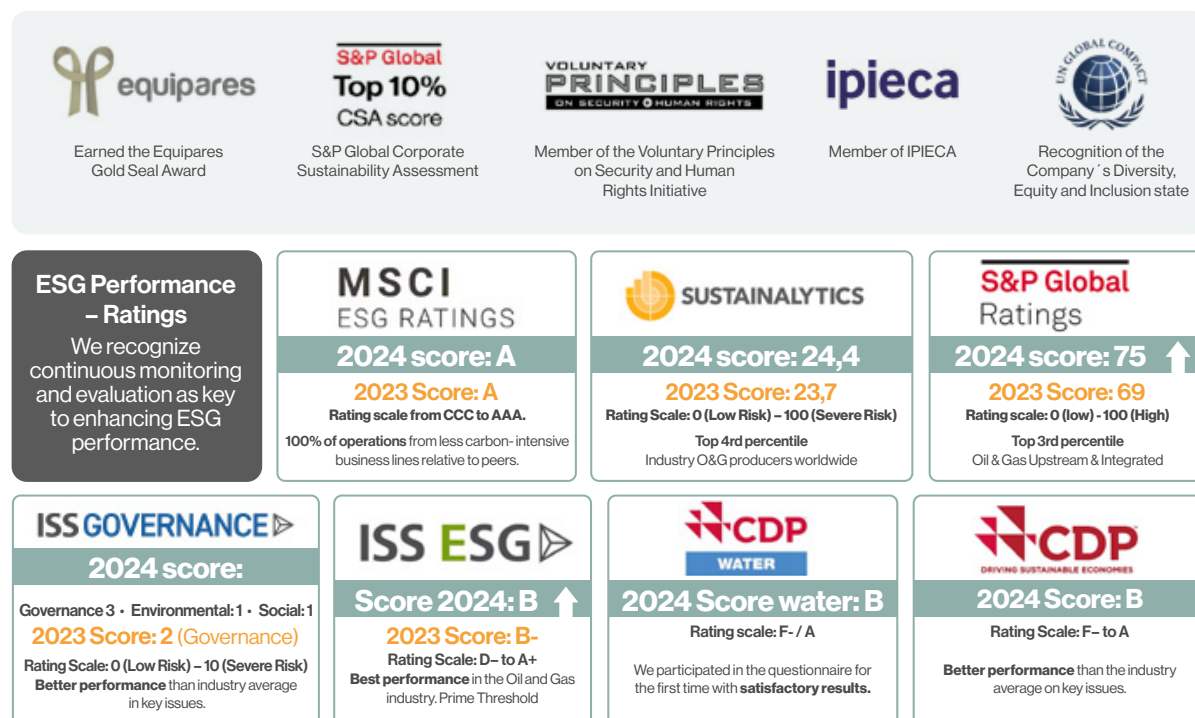 equipares
Earned the Equipares
Gold Seal Award
S&P Global
Top 10%
CSA score
S&P Global Corporate
Sustainability Assessment
VOLUNTARY
PRINCIPLES
ON SECURITY HUMAN RIGHTS
Member of the Voluntary Principles
on Security and Human
Rights Initiative
ipieca
Member of IPIECA
UN GLOBAL COMPACT
Recognition of the
Company´s Diversity,
Equity and Inclusion state
ESG Performance
– Ratings
We recognize
continuous monitoring
and evaluation as key
to enhancing ESG
performance.
MSCI
ESG RATINGS
2024 score: A
2023 Score: A
Rating scale from CCC to AAA.
100% of operations from less carbon- intensive
business lines relative to peers.
SUSTAINALYTICS
2024 score: 24,4
2023 Score: 23,7
Rating Scale: 0 (Low Risk) – 100 (Severe Risk)
Top 4rd percentile
Industry O&G producers worldwide
S&P Global
Ratings
2024 score: 75
2023 Score: 69
Rating scale: 0 (low) - 100 (High)
Top 3rd percentile
Oil & Gas Upstream & Integrated
ISS GOVERNANCE
2024 score:
Governance 3 · Environmental: 1 · Social: 1
2023 Score: 2 (Governance)
Rating Scale: 0 (Low Risk) – 10 (Severe Risk)
Better performance than industry average
in key issues.
ISS ESG
Score 2024: B
2023 Score: B-
Rating Scale: D– to A+
Best performance in the Oil and Gas
industry. Prime Threshold
CDP
WATER
2024 Score water: B
Rating scale: F- / A
We participated in the questionnaire for
the first time with satisfactory results.
CDP
DRIVING SUSTAINABLE ECONOMIES
2024 Score: B
Rating Scale: F– to A
Better performance than the industry
average on key issues.